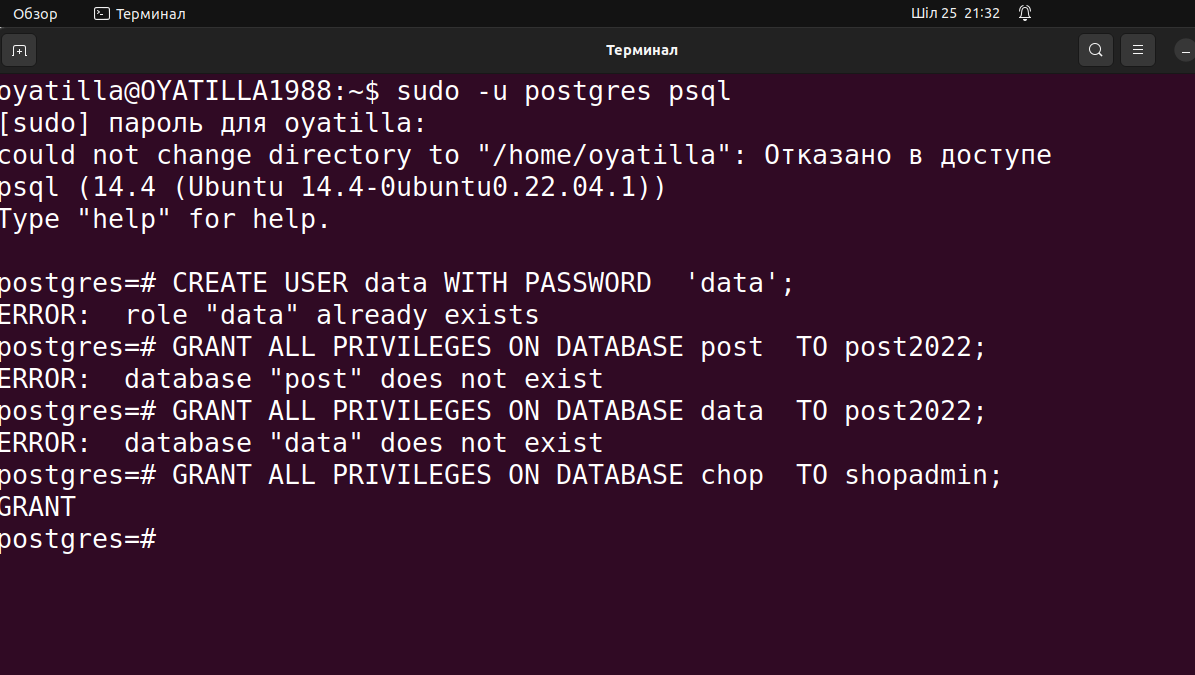 Обзор Терминал Шіл 25 21:32
Терминал
oyatilla@OYATILLA1988:~$ sudo -u postgres psql
[sudo] пароль для oyatilla:
could not change directory to "/home/oyatilla": Отказано в доступе
psql (14.4 (Ubuntu 14.4-0ubuntu0.22.04.1))
Type "help" for help.
postgres=# CREATE USER data WITH PASSWORD  'data';
ERROR:  role "data" already exists
postgres=# GRANT ALL PRIVILEGES ON DATABASE post  TO post2022;
ERROR:  database "post" does not exist
postgres=# GRANT ALL PRIVILEGES ON DATABASE data  TO post2022;
ERROR:  database "data" does not exist
postgres=# GRANT ALL PRIVILEGES ON DATABASE chop  TO shopadmin;
GRANT
postgres=#